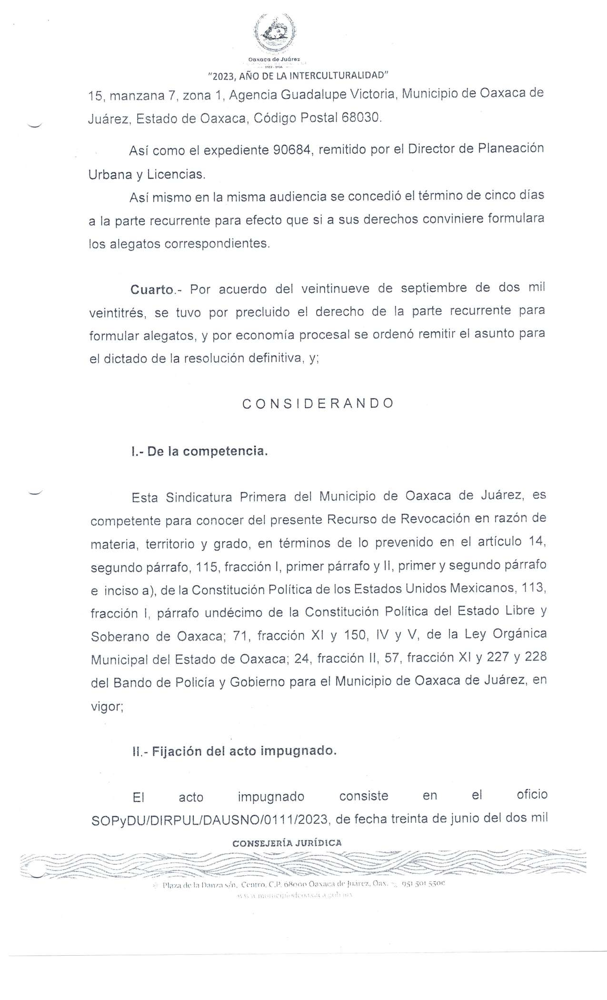 Oaxaca de Juárez
2022 - 2024
"2023, AÑO DE LA INTERCULTURALIDAD"
15, manzana 7, zona 1, Agencia Guadalupe Victoria, Municipio de Oaxaca de
Juárez, Estado de Oaxaca, Código Postal 68030.
Así como el expediente 90684, remitido por el Director de Planeación
Urbana y Licencias.
Así mismo en la misma audiencia se concedió el término de cinco días
a la parte recurrente para efecto que si a sus derechos conviniere formulara
los alegatos correspondientes.
Cuarto.- Por acuerdo del veintinueve de septiembre de dos mil
veintitrés, se tuvo por precluido el derecho de la parte recurrente para
formular alegatos, y por economía procesal se ordenó remitir el asunto para
el dictado de la resolución definitiva, y;
C O N S I D E R A N D O
I.- De la competencia.
Esta Sindicatura Primera del Municipio de Oaxaca de Juárez, es
competente para conocer del presente Recurso de Revocación en razón de
materia, territorio y grado, en términos de lo prevenido en el artículo 14,
segundo párrafo, 115, fracción I, primer párrafo y II, primer y segundo párrafo
e inciso a), de la Constitución Política de los Estados Unidos Mexicanos, 113,
fracción I, párrafo undécimo de la Constitución Política del Estado Libre y
Soberano de Oaxaca; 71, fracción XI y 150, IV y V, de la Ley Orgánica
Municipal del Estado de Oaxaca; 24, fracción II, 57, fracción XI y 227 y 228
del Bando de Policía y Gobierno para el Municipio de Oaxaca de Juárez, en
vigor;
II.- Fijación del acto impugnado.
El acto impugnado consiste en el oficio
SOPyDU/DIRPUL/DAUSNO/0111/2023, de fecha treinta de junio del dos mil
CONSEJERÍA JURÍDICA
Plaza de la Danza s/n, Centro, C.P. 68000 Oaxaca de Juárez, Oax. 951 501 5500
www.municipiodeoaxaca.gob.mx